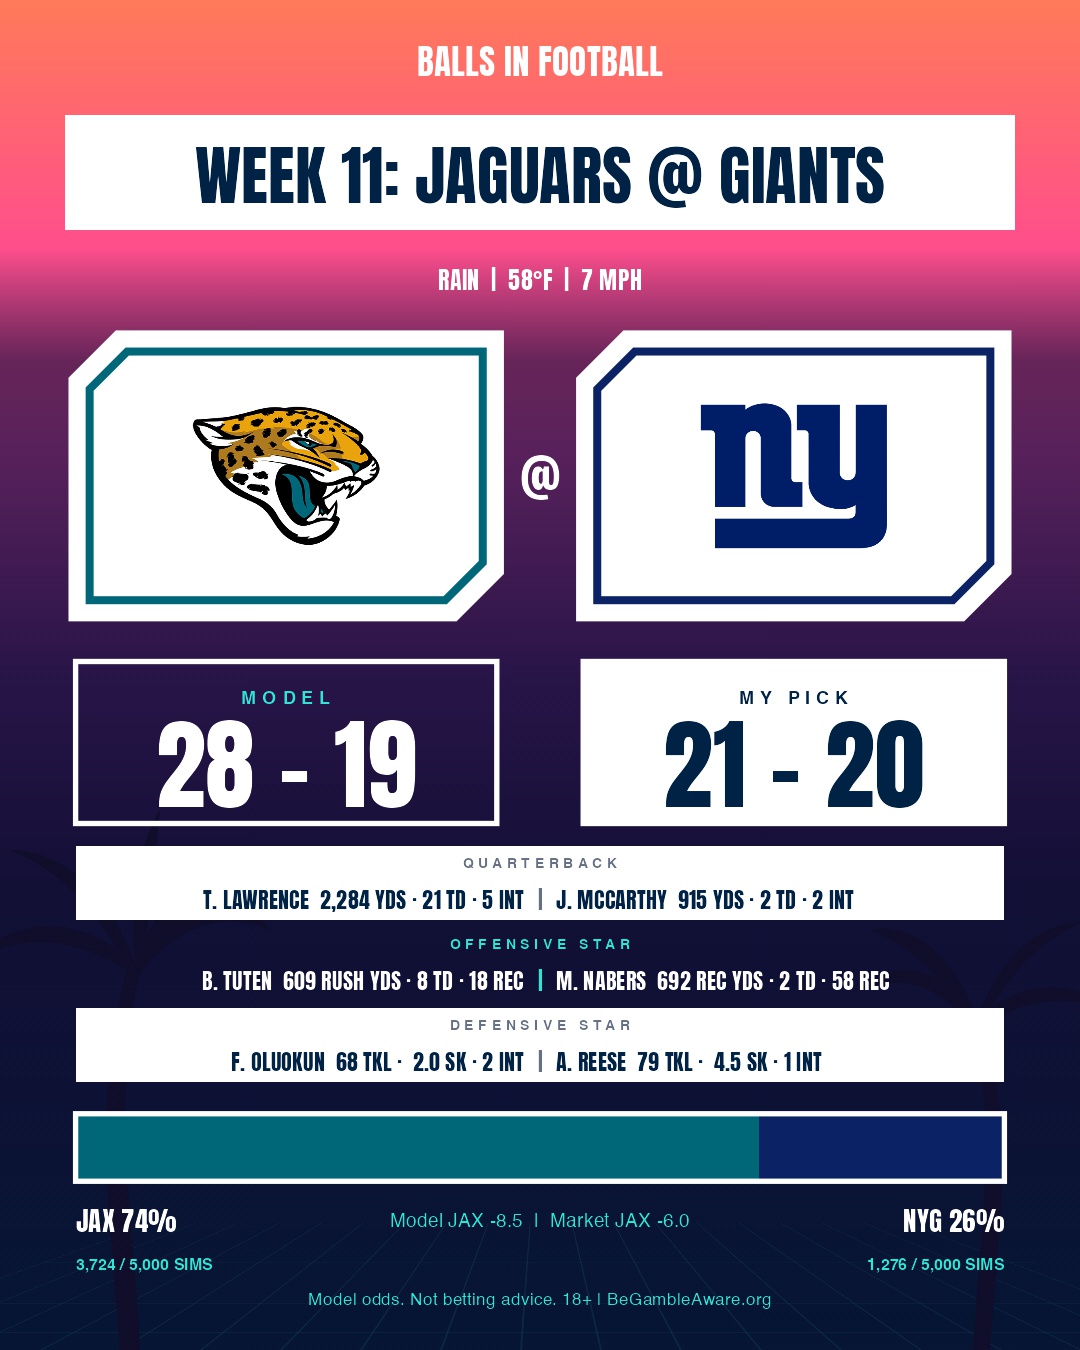 BALLS IN FOOTBALL
WEEK 11: JAGUARS @ GIANTS
RAIN | 58°F | 7 MPH
@
ny
MODEL
28 - 19
MY PICK
21 - 20
QUARTERBACK
T. LAWRENCE 2,284 YDS · 21 TD · 5 INT | J. MCCARTHY 915 YDS · 2 TD · 2 INT
OFFENSIVE STAR
B. TUTEN 609 RUSH YDS · 8 TD · 18 REC | M. NABERS 692 REC YDS · 2 TD · 58 REC
DEFENSIVE STAR
F. OLUOKUN 68 TKL · 2.0 SK · 2 INT | A. REESE 79 TKL · 4.5 SK · 1 INT
JAX 74%
Model JAX -8.5 | Market JAX -6.0
NYG 26%
3,724 / 5,000 SIMS
1,276 / 5,000 SIMS
Model odds. Not betting advice. 18+ | BeGambleAware.org